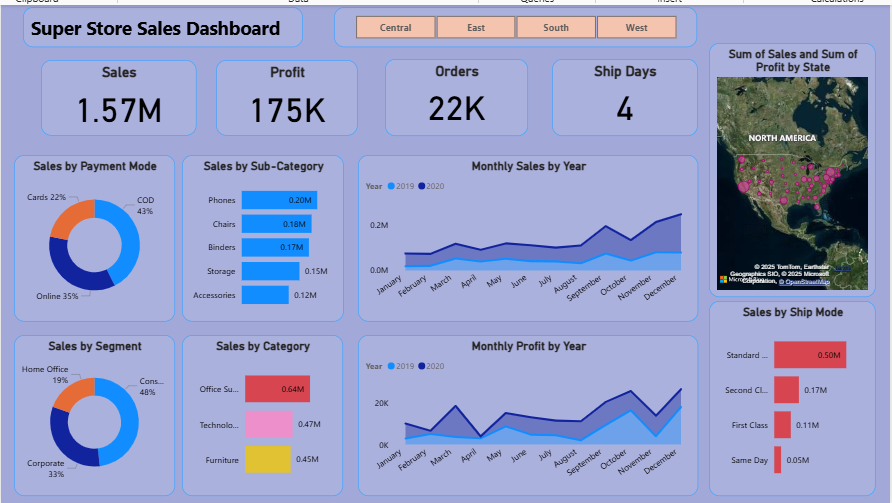 Clipboard
Data
Queries
Insert
Calculations
Super Store Sales Dashboard
Central
East
South
West
Sales
1.57M
Profit
175K
Orders
22K
Ship Days
4
Sum of Sales and Sum of
Profit by State
NORTH AMERICA
© 2025 TomTom, Earthstar
Geographics SIO, © 2025 Microsoft
Corporation, © OpenStreetMap
Sales by Payment Mode
Cards 22%
COD
43%
Online 35%
Sales by Sub-Category
Phones
0.20M
Chairs
0.18M
Binders
0.17M
Storage
0.15M
Accessories
0.12M
Monthly Sales by Year
Year 2019 2020
0.2M
0.0M
January
February
March
April
May
June
July
August
September
October
November
December
Sales by Segment
Home Office
19%
Cons...
48%
Corporate
33%
Sales by Category
Office Su...
0.64M
Technolo...
0.47M
Furniture
0.45M
Monthly Profit by Year
Year 2019 2020
20K
0K
January
February
March
April
May
June
July
August
September
October
November
December
Sales by Ship Mode
Standard ...
0.50M
Second Cl...
0.17M
First Class
0.11M
Same Day
0.05M